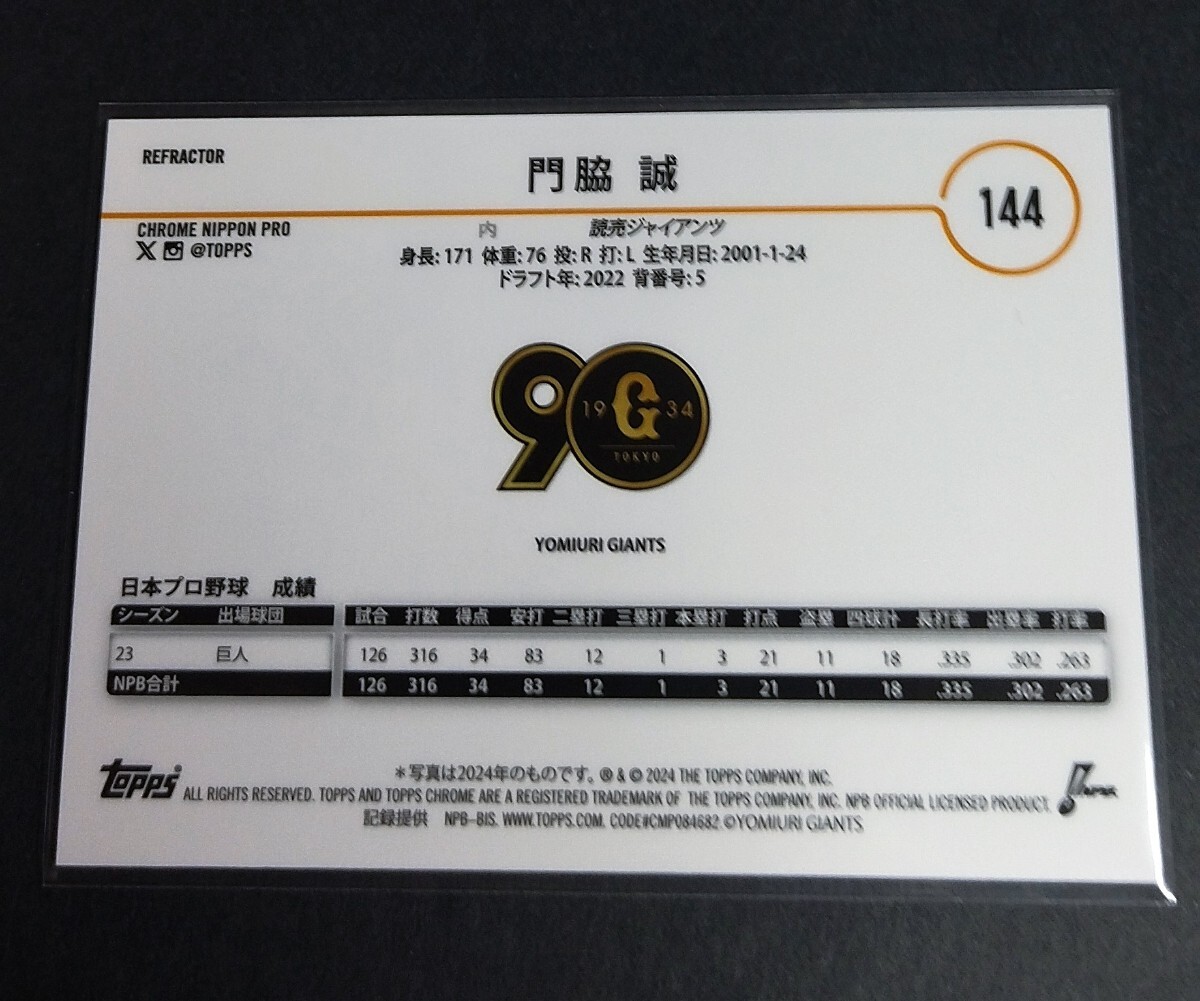 REFRACTOR
門脇 誠
144
CHROME NIPPON PRO
内 読売ジャイアンツ
@TOPPS
身長: 171 体重: 76 投: R 打: L 生年月日: 2001-1-24
ドラフト年: 2022 背番号: 5
90
19 G 34
TOKYO
YOMIURI GIANTS
日本プロ野球 成績
シーズン 出場球団 試合 打数 得点 安打 二塁打 三塁打 本塁打 打点 盗塁 四球計 長打率 出塁率 打率
23 巨人 126 316 34 83 12 1 3 21 11 18 .335 .302 .263
NPB合計 126 316 34 83 12 1 3 21 11 18 .335 .302 .263
topps®
*写真は2024年のものです。® & © 2024 THE TOPPS COMPANY, INC.
ALL RIGHTS RESERVED. TOPPS AND TOPPS CHROME ARE A REGISTERED TRADEMARK OF THE TOPPS COMPANY, INC. NPB OFFICIAL LICENSED PRODUCT.
記録提供 NPB-BIS. WWW.TOPPS.COM. CODE#CMP084682 ©YOMIURI GIANTS